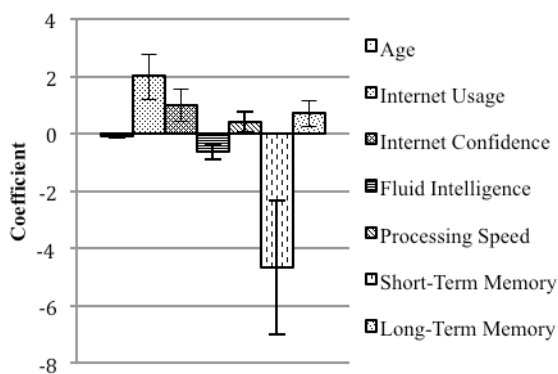 4
2
0
-2
-4
-6
-8
Coefficient
Age
Internet Usage
Internet Confidence
Fluid Intelligence
Processing Speed
Short-Term Memory
Long-Term Memory